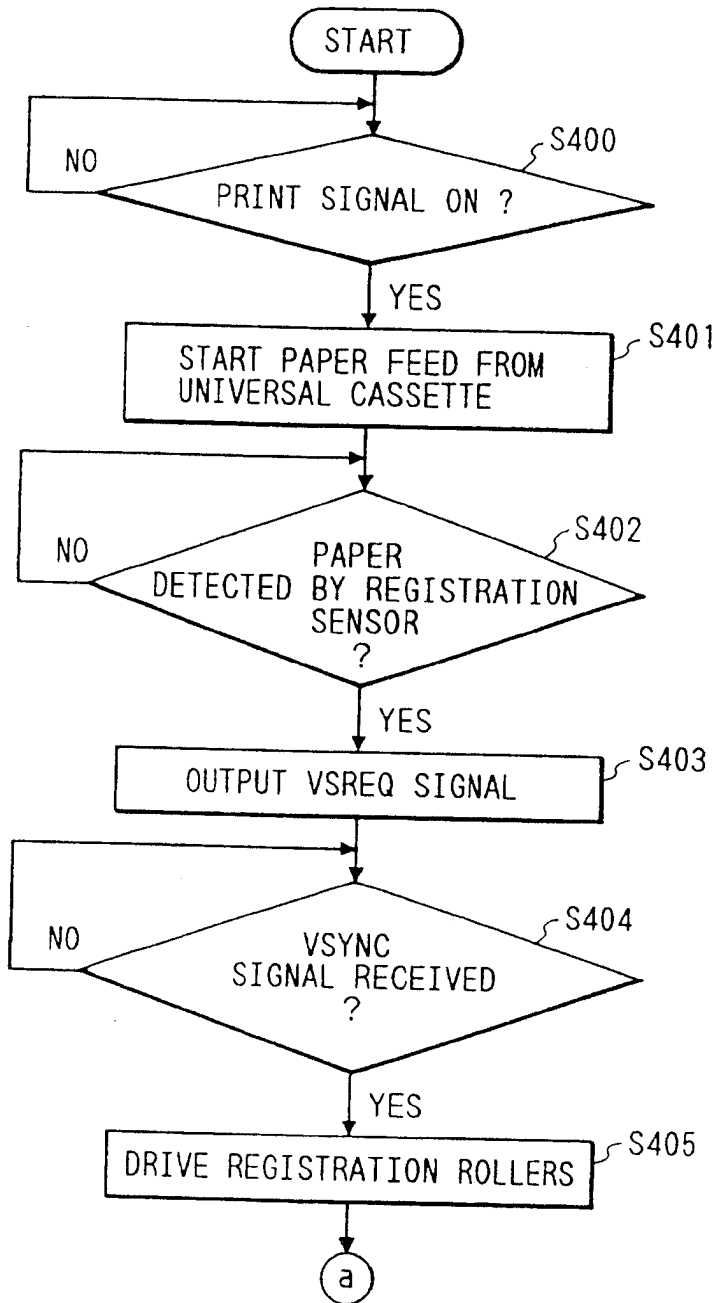 START
S400
NO
PRINT SIGNAL ON ?
YES
S401
START PAPER FEED FROM
UNIVERSAL CASSETTE
S402
NO
PAPER
DETECTED BY REGISTRATION
SENSOR
?
YES
S403
OUTPUT VSREQ SIGNAL
S404
NO
VSYNC
SIGNAL RECEIVED
?
YES
S405
DRIVE REGISTRATION ROLLERS
a